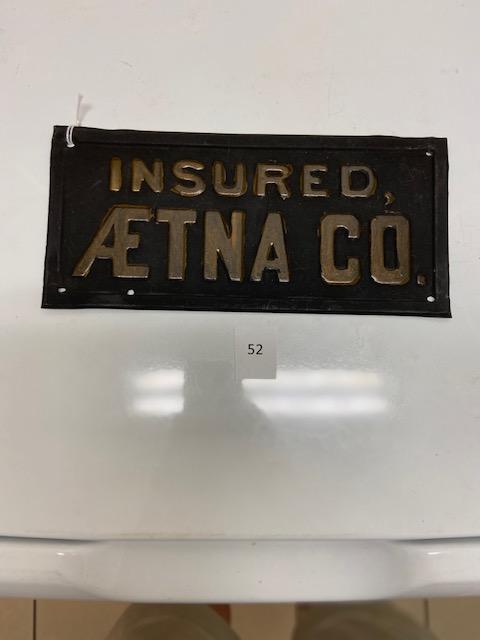 INSURED,
ÆTNA CO.
52